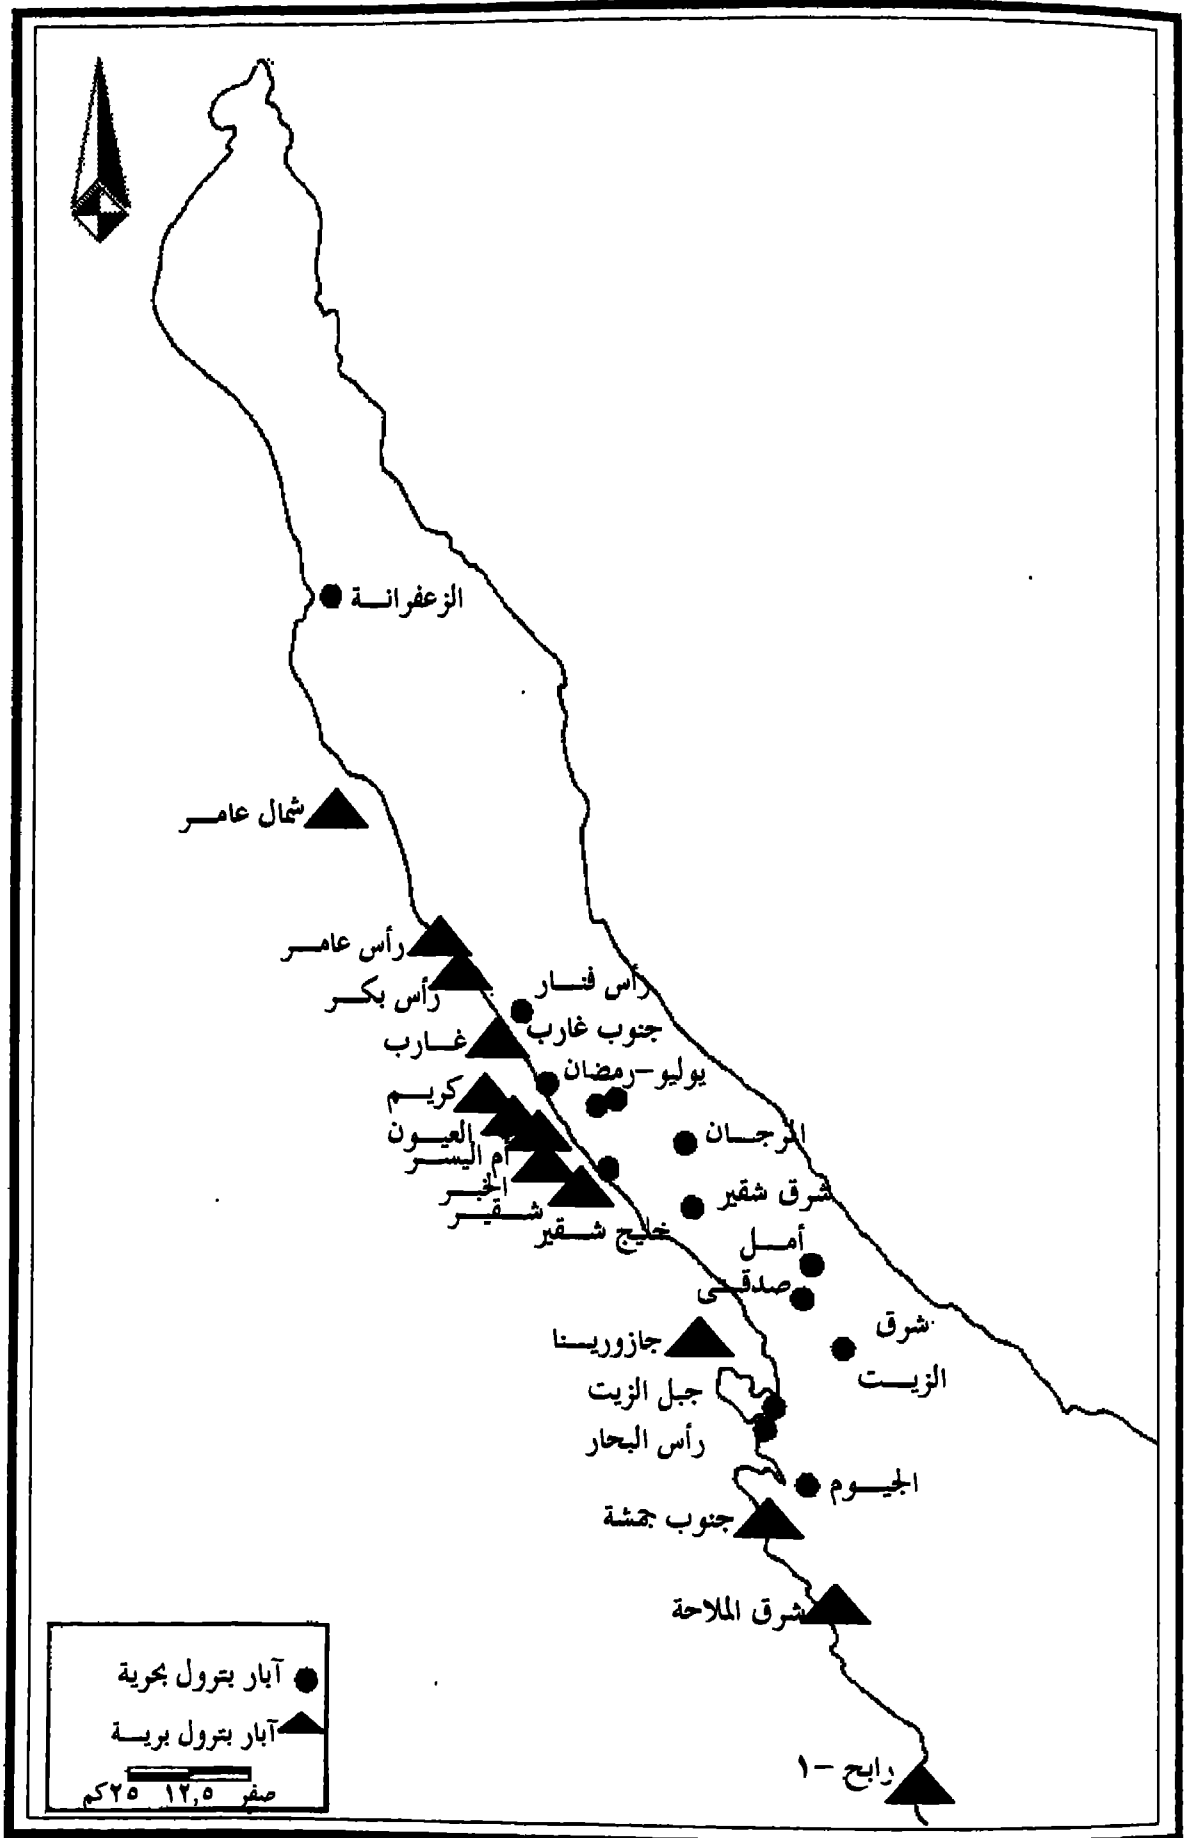 الزعفرانة
شمال عامر
رأس عامر
رأس بكر
رأس فنار
جنوب غارب
غارب
يوليو-رمضان
كريم
العيون
المرجان
أم اليسر
الخبر
شرق شقير
شقير
خليج شقير
أمل
صدقى
شرق
الزيت
جازورينا
جبل الزيت
رأس البحار
الجيوم
جنوب جمشة
شرق الملاحة
رابح -١
آبار بترول بحرية
آبار بترول برية
صفر ١٢,٥ ٢٥كم